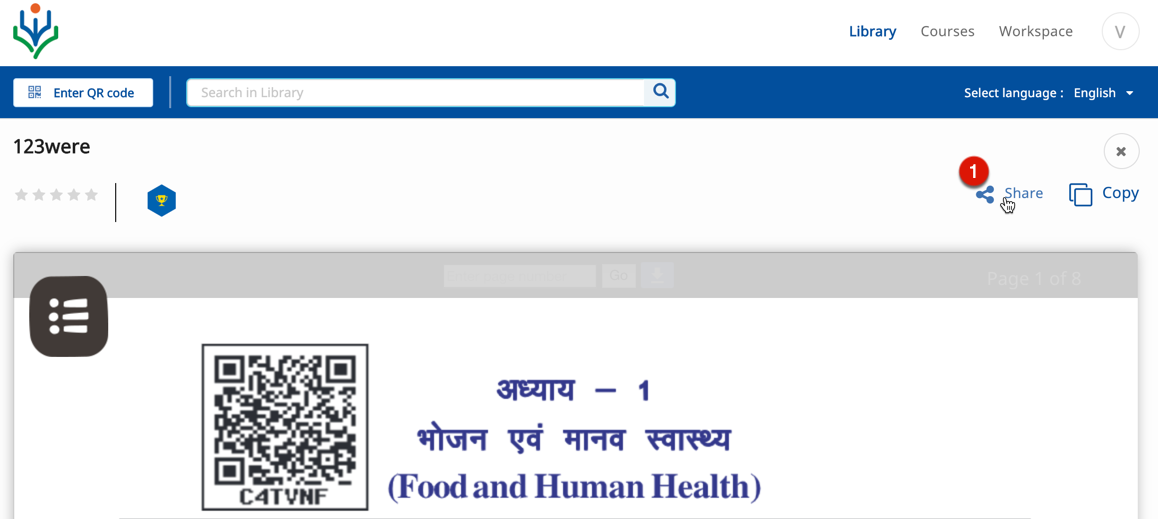 Library Courses Workspace V
Enter QR code Search in Library Select language : English
123were
1
Share Copy
Go Page 1 of 8
अध्याय – 1
भोजन एवं मानव स्वास्थ्य
(Food and Human Health)
C4TVNF